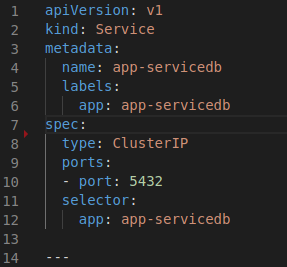 1 apiVersion: v1
2 kind: Service
3 metadata:
4   name: app-servicedb
5   labels:
6     app: app-servicedb
7 spec:
8   type: ClusterIP
9   ports:
10   - port: 5432
11   selector:
12     app: app-servicedb
13
14 ---